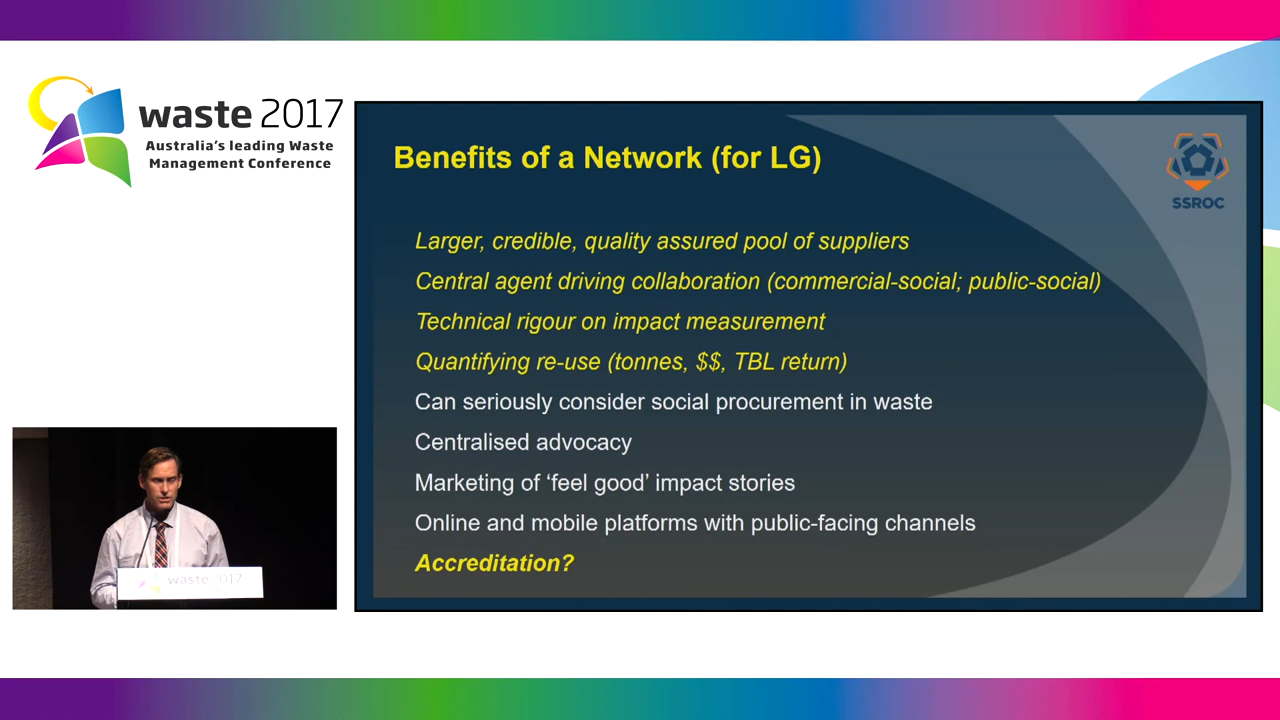 waste 2017
Australia's leading Waste
Management Conference
Benefits of a Network (for LG)
SSROC
Larger, credible, quality assured pool of suppliers
Central agent driving collaboration (commercial-social; public-social)
Technical rigour on impact measurement
Quantifying re-use (tonnes, $$, TBL return)
Can seriously consider social procurement in waste
Centralised advocacy
Marketing of ‘feel good’ impact stories
Online and mobile platforms with public-facing channels
Accreditation?
waste 2017